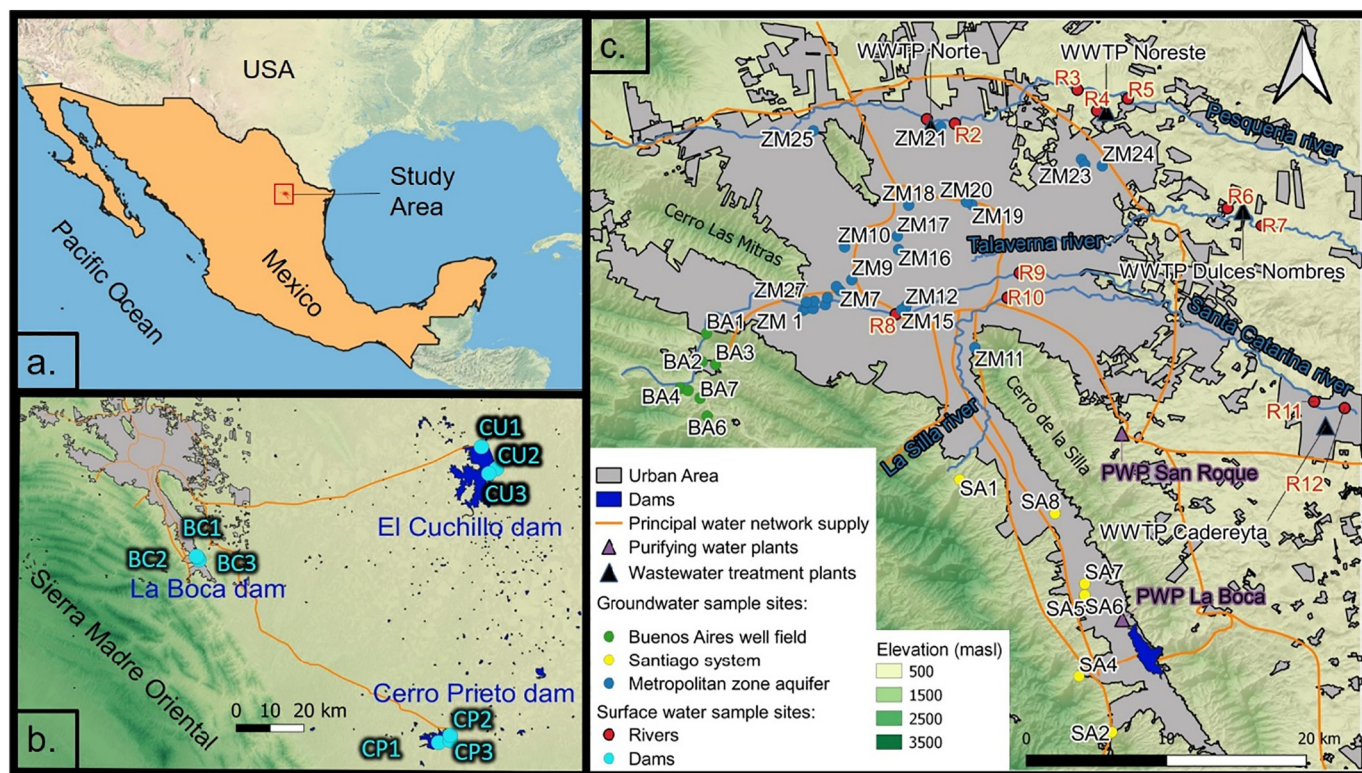 USA
Study
Area
Pacific Ocean
Mexico
a.
CU1
CU2
CU3
El Cuchillo dam
BC1
BC2
BC3
La Boca dam
Sierra Madre Oriental
Cerro Prieto dam
0 10 20 km
CP2
CP1
CP3
b.
c.
WWTP Norte
WWTP Noreste
R3
R4
R5
Pesquería river
ZM25
ZM21
R2
ZM24
ZM23
ZM18
ZM20
ZM19
R6
R7
Cerro Las Mitras
ZM17
ZM10
ZM16
Talaverna river
WWTP Dulces Nombres
ZM9
R9
ZM27
ZM7
ZM12
R10
ZM 1
R8
ZM15
Santa Catarina river
BA1
BA3
BA2
ZM11
BA4
BA7
BA6
Cerro de la Silla
La Silla river
R11
R12
PWP San Roque
SA1
SA8
WWTP Cadereyta
SA7
SA5
SA6
PWP La Boca
SA4
SA2
Urban Area
Dams
Principal water network supply
Purifying water plants
Wastewater treatment plants
Groundwater sample sites:
Buenos Aires well field
Santiago system
Metropolitan zone aquifer
Surface water sample sites:
Rivers
Dams
Elevation (masl)
500
1500
2500
3500
0 10 20 km